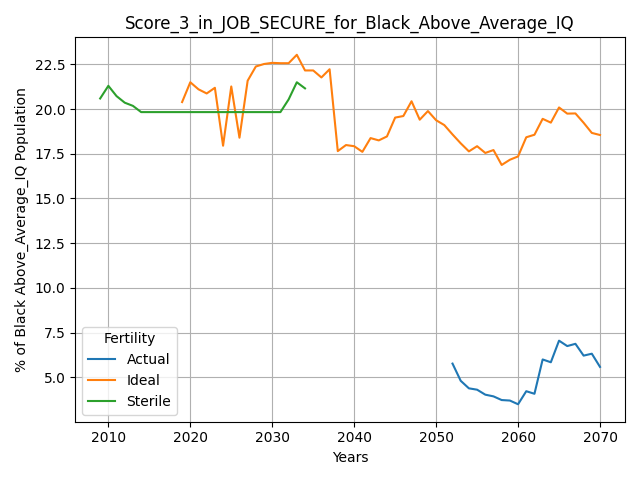 Score_3_in_JOB_SECURE_for_Black_Above_Average_IQ
% of Black Above_Average_IQ Population
22.5
20.0
17.5
15.0
12.5
10.0
7.5
5.0
Fertility
Actual
Ideal
Sterile
2010 2020 2030 2040 2050 2060 2070
Years